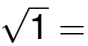 √1 =